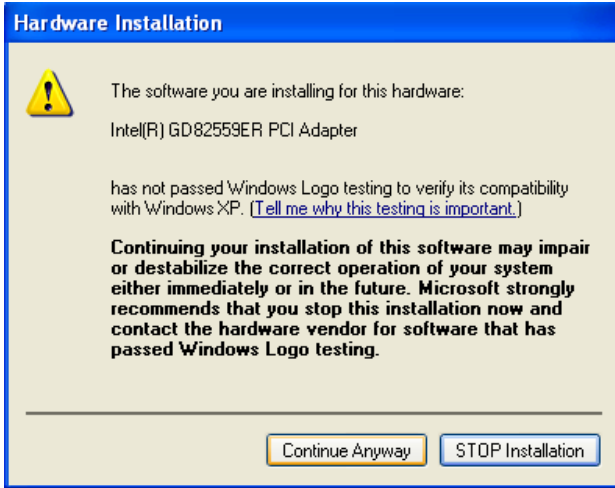 Hardware Installation
The software you are installing for this hardware:
Intel(R) GD82559ER PCI Adapter
has not passed Windows Logo testing to verify its compatibility
with Windows XP. (Tell me why this testing is important.)
Continuing your installation of this software may impair
or destabilize the correct operation of your system
either immediately or in the future. Microsoft strongly
recommends that you stop this installation now and
contact the hardware vendor for software that has
passed Windows Logo testing.
Continue Anyway
STOP Installation